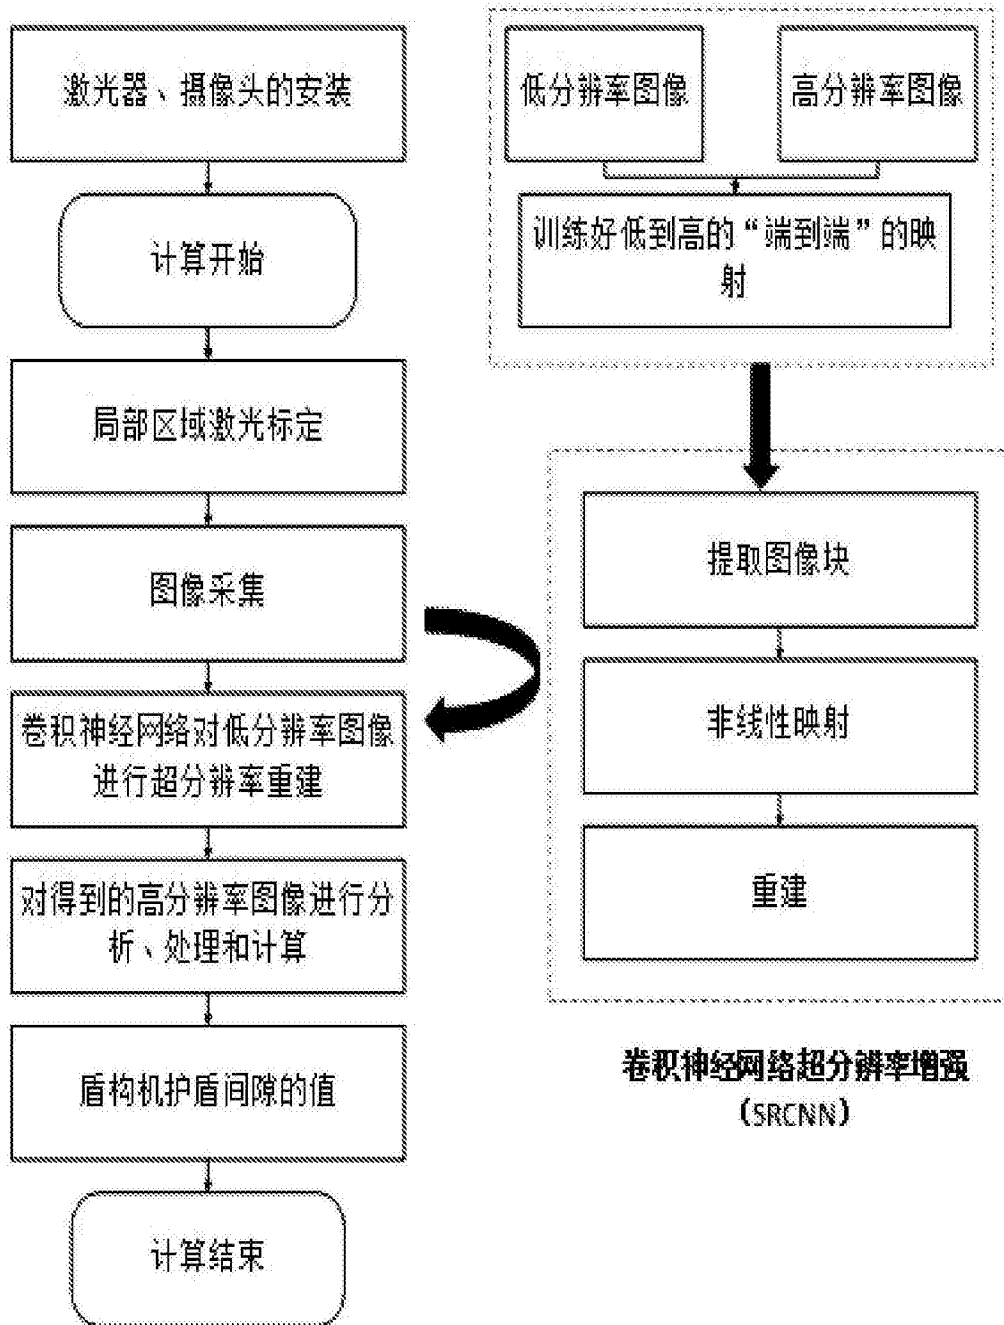 激光器、摄像头的安装
计算开始
局部区域激光标定
图像采集
卷积神经网络对低分辨率图像
进行超分辨率重建
对得到的高分辨率图像进行分
析、处理和计算
盾构机护盾间隙的值
计算结束
低分辨率图像
高分辨率图像
训练好低到高的“端到端”的映
射
提取图像块
非线性映射
重建
卷积神经网络超分辨率增强
(SRCNN)